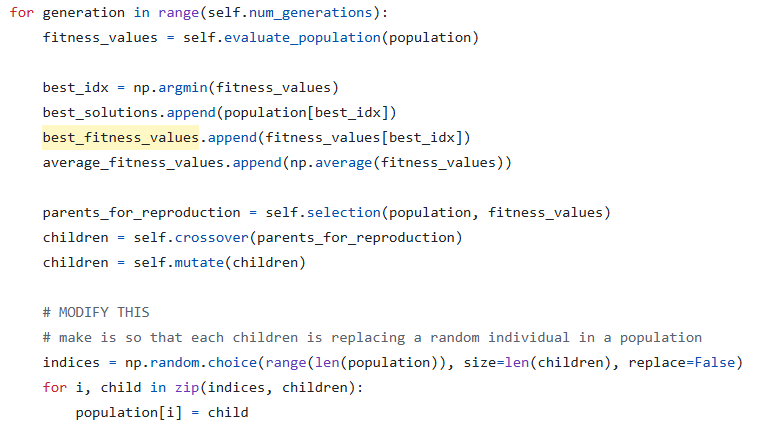 for generation in range(self.num_generations):
    fitness_values = self.evaluate_population(population)

    best_idx = np.argmin(fitness_values)
    best_solutions.append(population[best_idx])
    best_fitness_values.append(fitness_values[best_idx])
    average_fitness_values.append(np.average(fitness_values))

    parents_for_reproduction = self.selection(population, fitness_values)
    children = self.crossover(parents_for_reproduction)
    children = self.mutate(children)

    # MODIFY THIS
    # make is so that each children is replacing a random individual in a population
    indices = np.random.choice(range(len(population)), size=len(children), replace=False)
    for i, child in zip(indices, children):
        population[i] = child